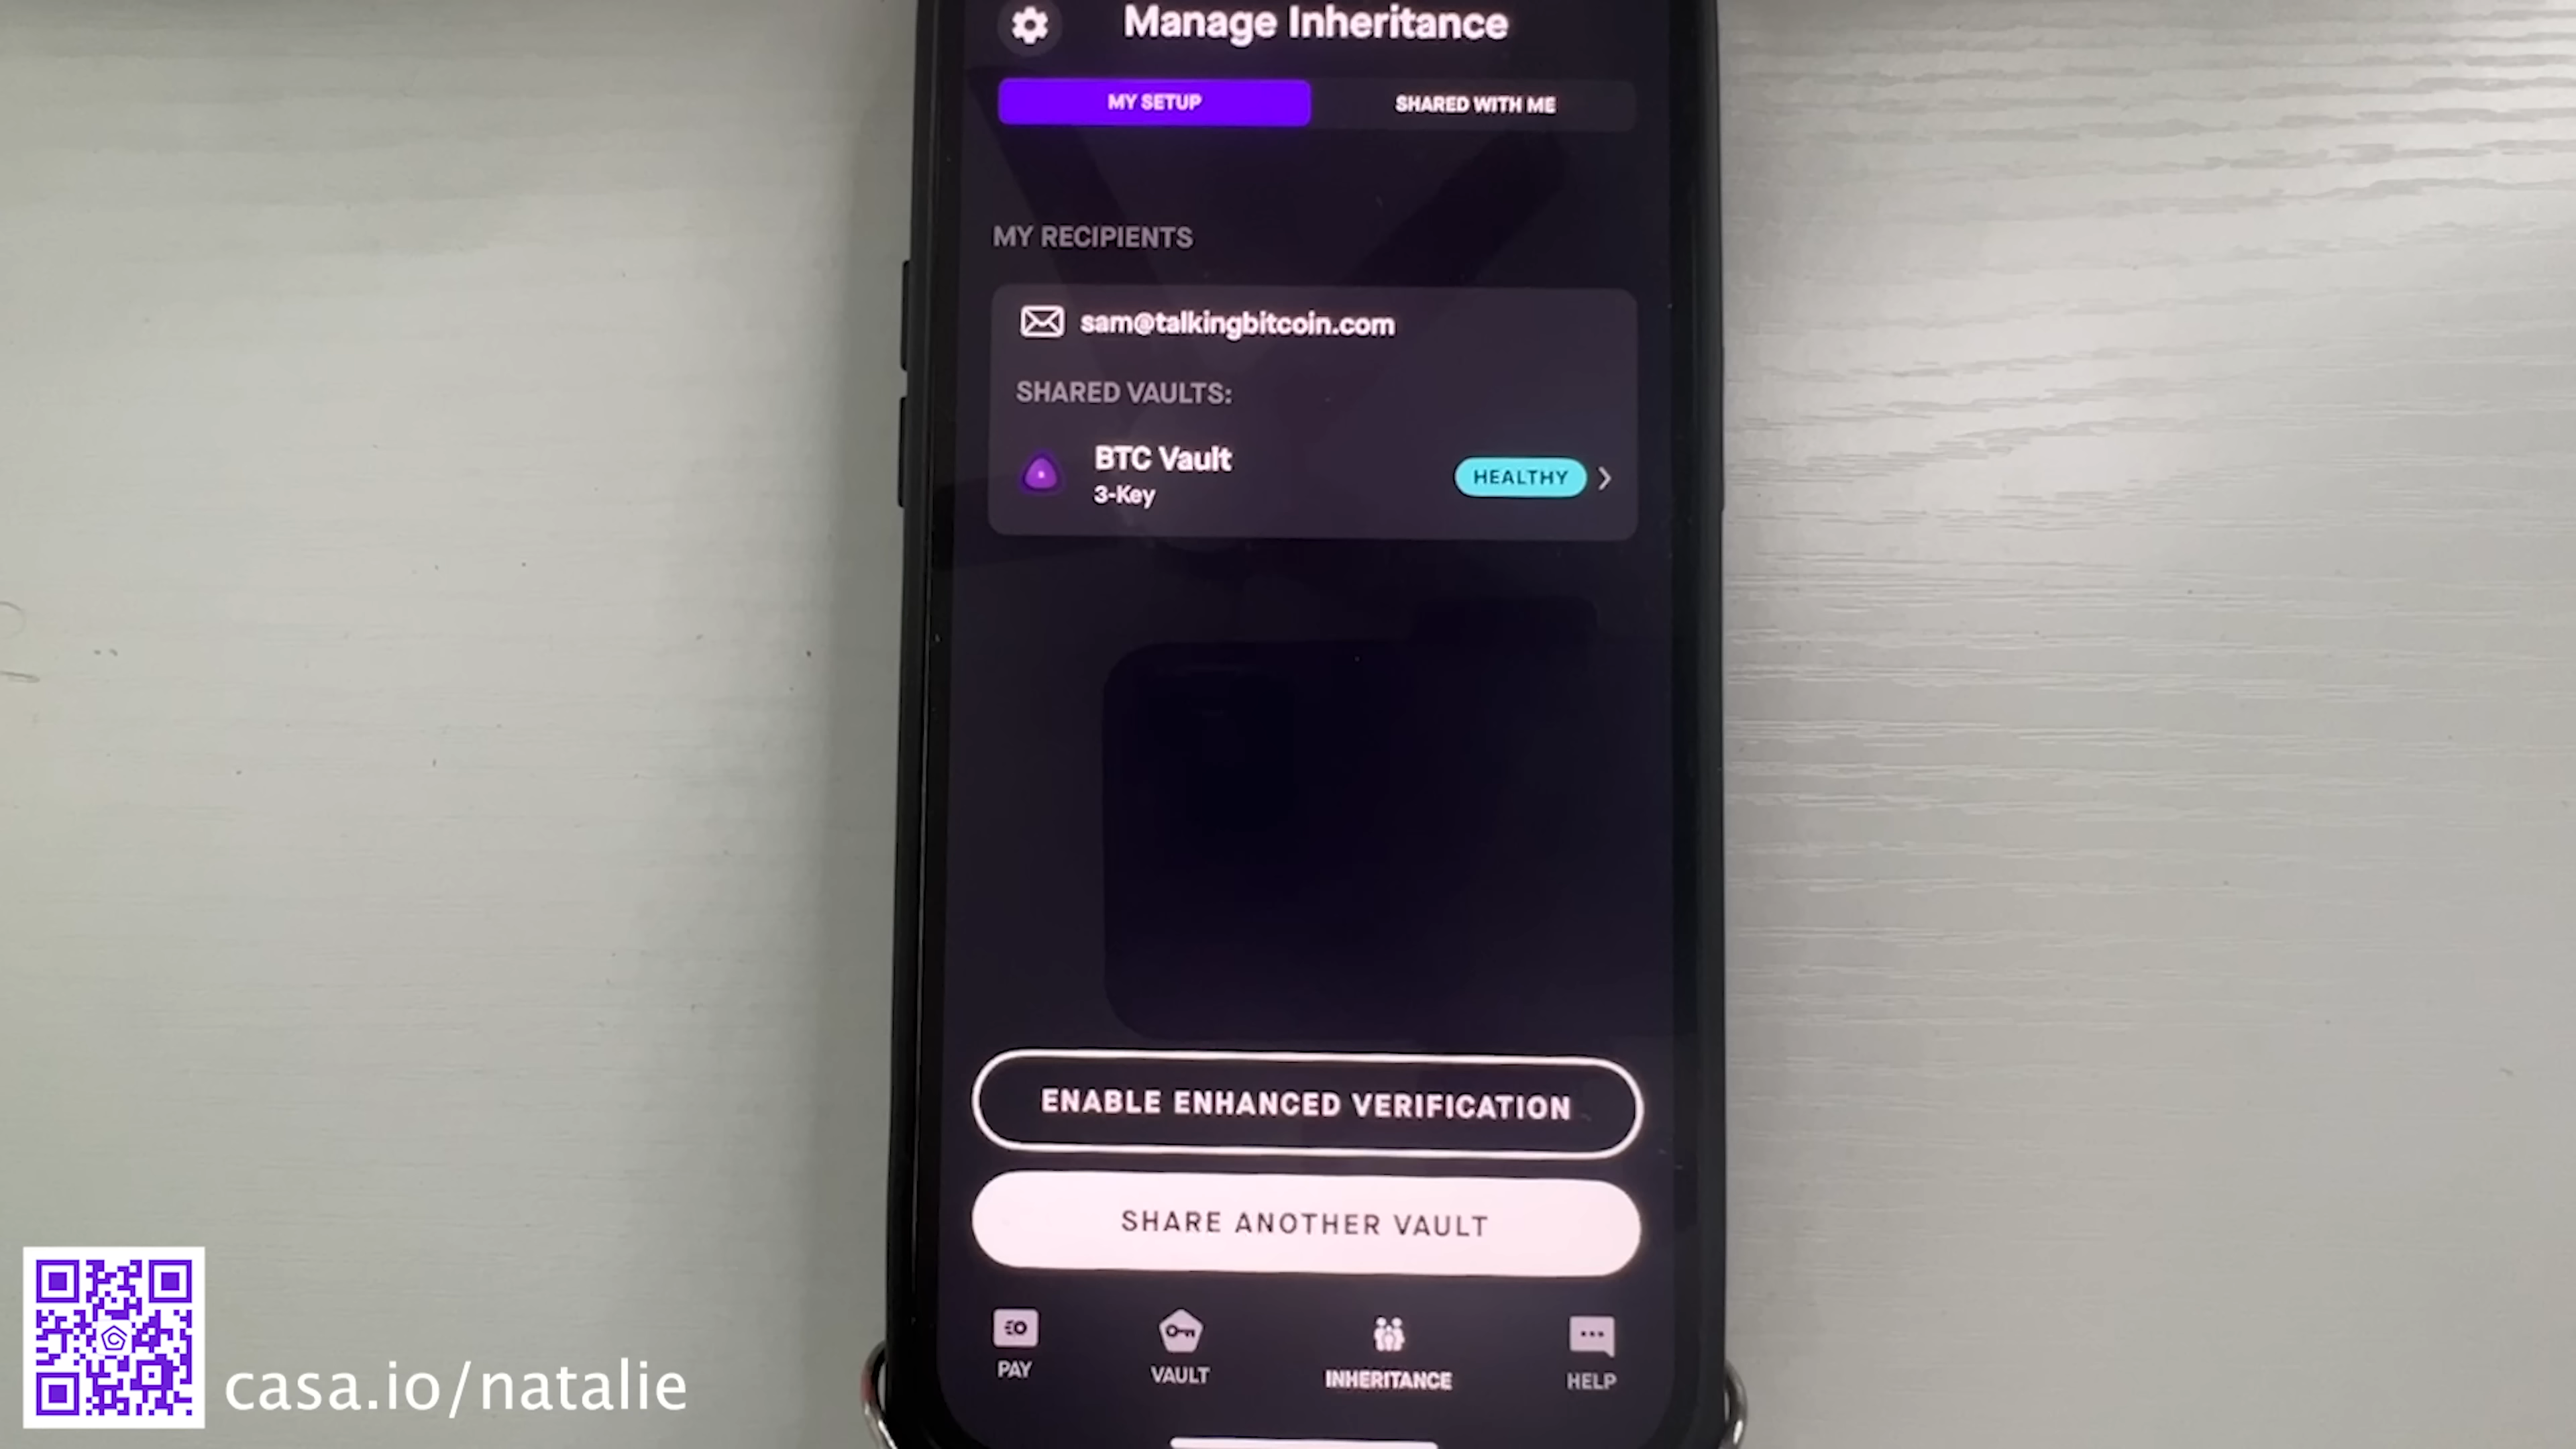 Manage Inheritance
MY SETUP
SHARED WITH ME
MY RECIPIENTS
sam@talkingbitcoin.com
SHARED VAULTS:
BTC Vault
3-Key
HEALTHY
ENABLE ENHANCED VERIFICATION
SHARE ANOTHER VAULT
PAY
VAULT
INHERITANCE
HELP
casa.io/natalie